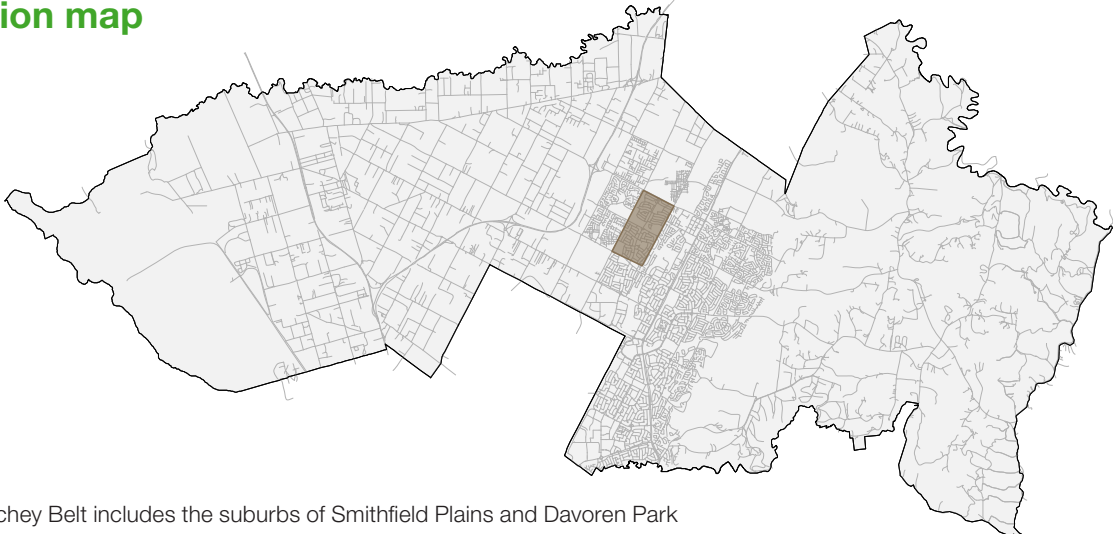 ion map
chey Belt includes the suburbs of Smithfield Plains and Davoren Park